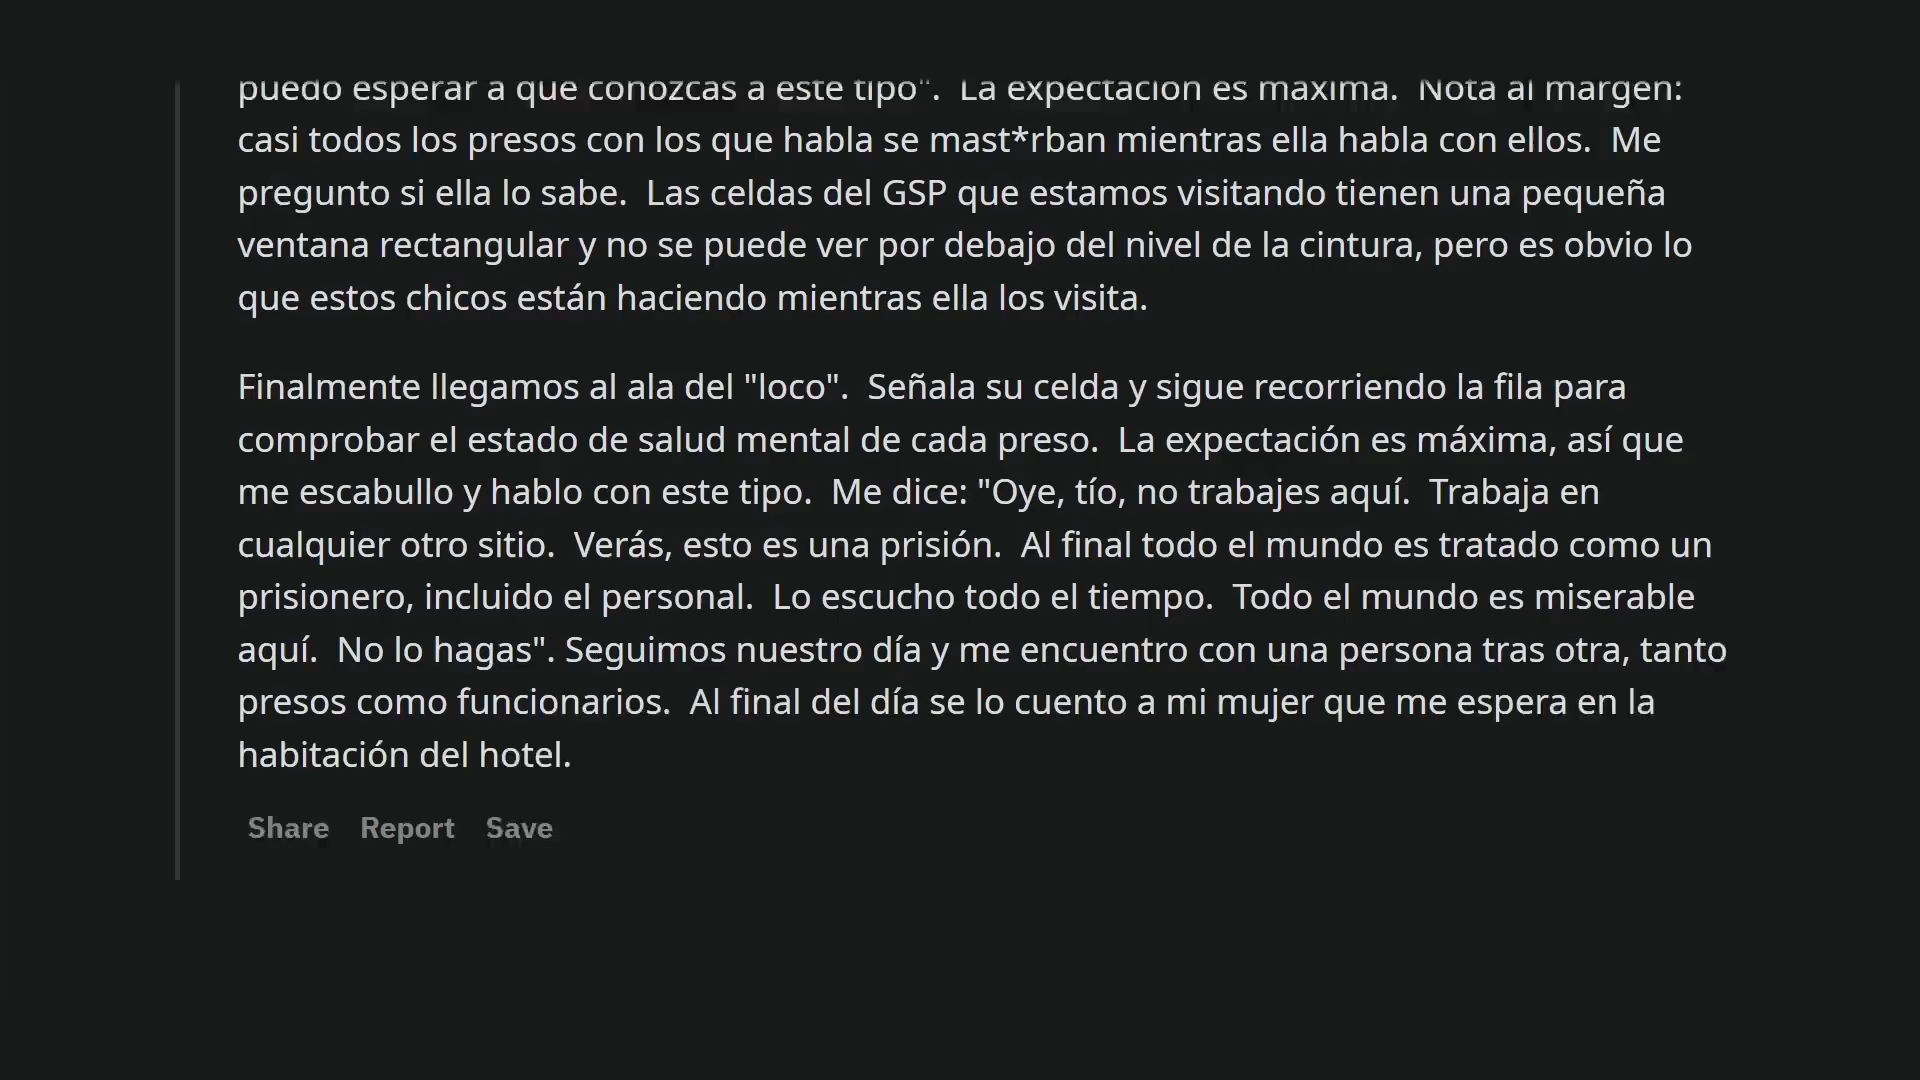 puedo esperar a que conozcas a este tipo".  La expectación es máxima.  Nota al margen:
casi todos los presos con los que habla se mast*rban mientras ella habla con ellos.  Me
pregunto si ella lo sabe.  Las celdas del GSP que estamos visitando tienen una pequeña
ventana rectangular y no se puede ver por debajo del nivel de la cintura, pero es obvio lo
que estos chicos están haciendo mientras ella los visita.
Finalmente llegamos al ala del "loco".  Señala su celda y sigue recorriendo la fila para
comprobar el estado de salud mental de cada preso.  La expectación es máxima, así que
me escabullo y hablo con este tipo.  Me dice: "Oye, tío, no trabajes aquí.  Trabaja en
cualquier otro sitio.  Verás, esto es una prisión.  Al final todo el mundo es tratado como un
prisionero, incluido el personal.  Lo escucho todo el tiempo.  Todo el mundo es miserable
aquí.  No lo hagas". Seguimos nuestro día y me encuentro con una persona tras otra, tanto
presos como funcionarios.  Al final del día se lo cuento a mi mujer que me espera en la
habitación del hotel.
Share Report Save